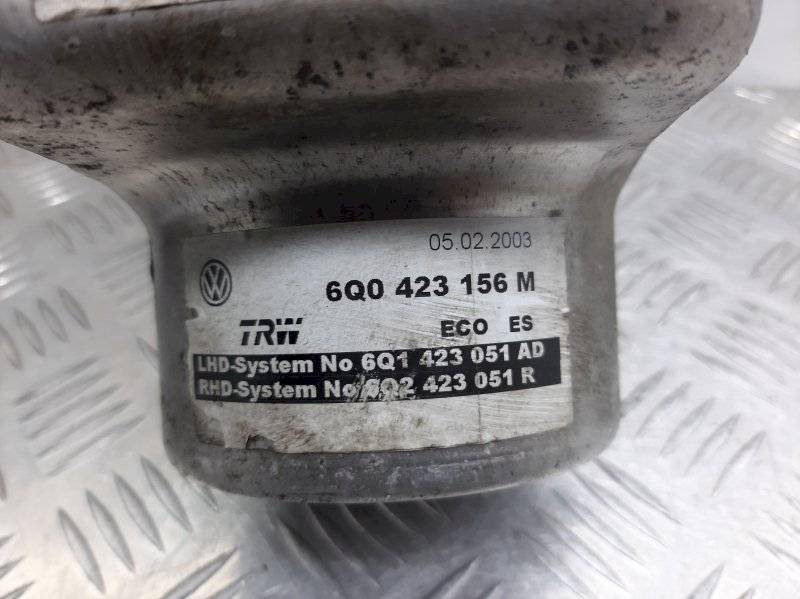 05.02.2003
6Q0 423 156 M
TRW ECO ES
LHD-System No 6Q1 423 051 AD
RHD-System No 6Q2 423 051 R